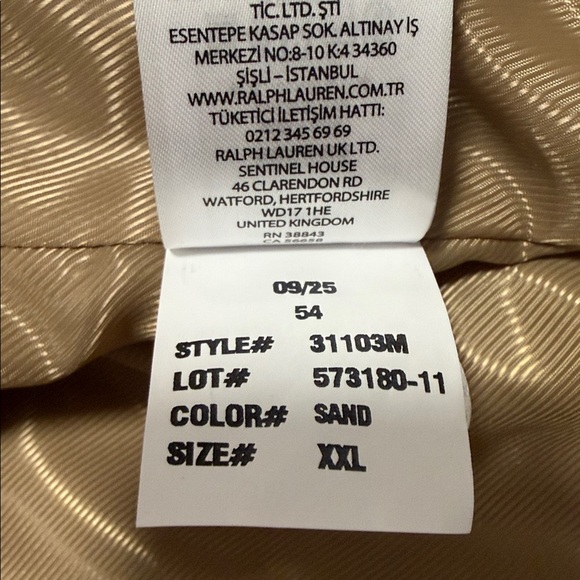 TİC. LTD. ŞTİ
ESENTEPE KASAP SOK. ALTINAY İŞ
MERKEZİ NO:8-10 K:4 34360
ŞİŞLİ – İSTANBUL
WWW.RALPHLAUREN.COM.TR
TÜKETİCİ İLETİŞİM HATTI:
0212 345 69 69
RALPH LAUREN UK LTD.
SENTINEL HOUSE
46 CLARENDON RD
WATFORD, HERTFORDSHIRE
WD17 1HE
UNITED KINGDOM
RN 38843
CA 56658
09/25
54
STYLE# 31103M
LOT# 573180-11
COLOR# SAND
SIZE# XXL